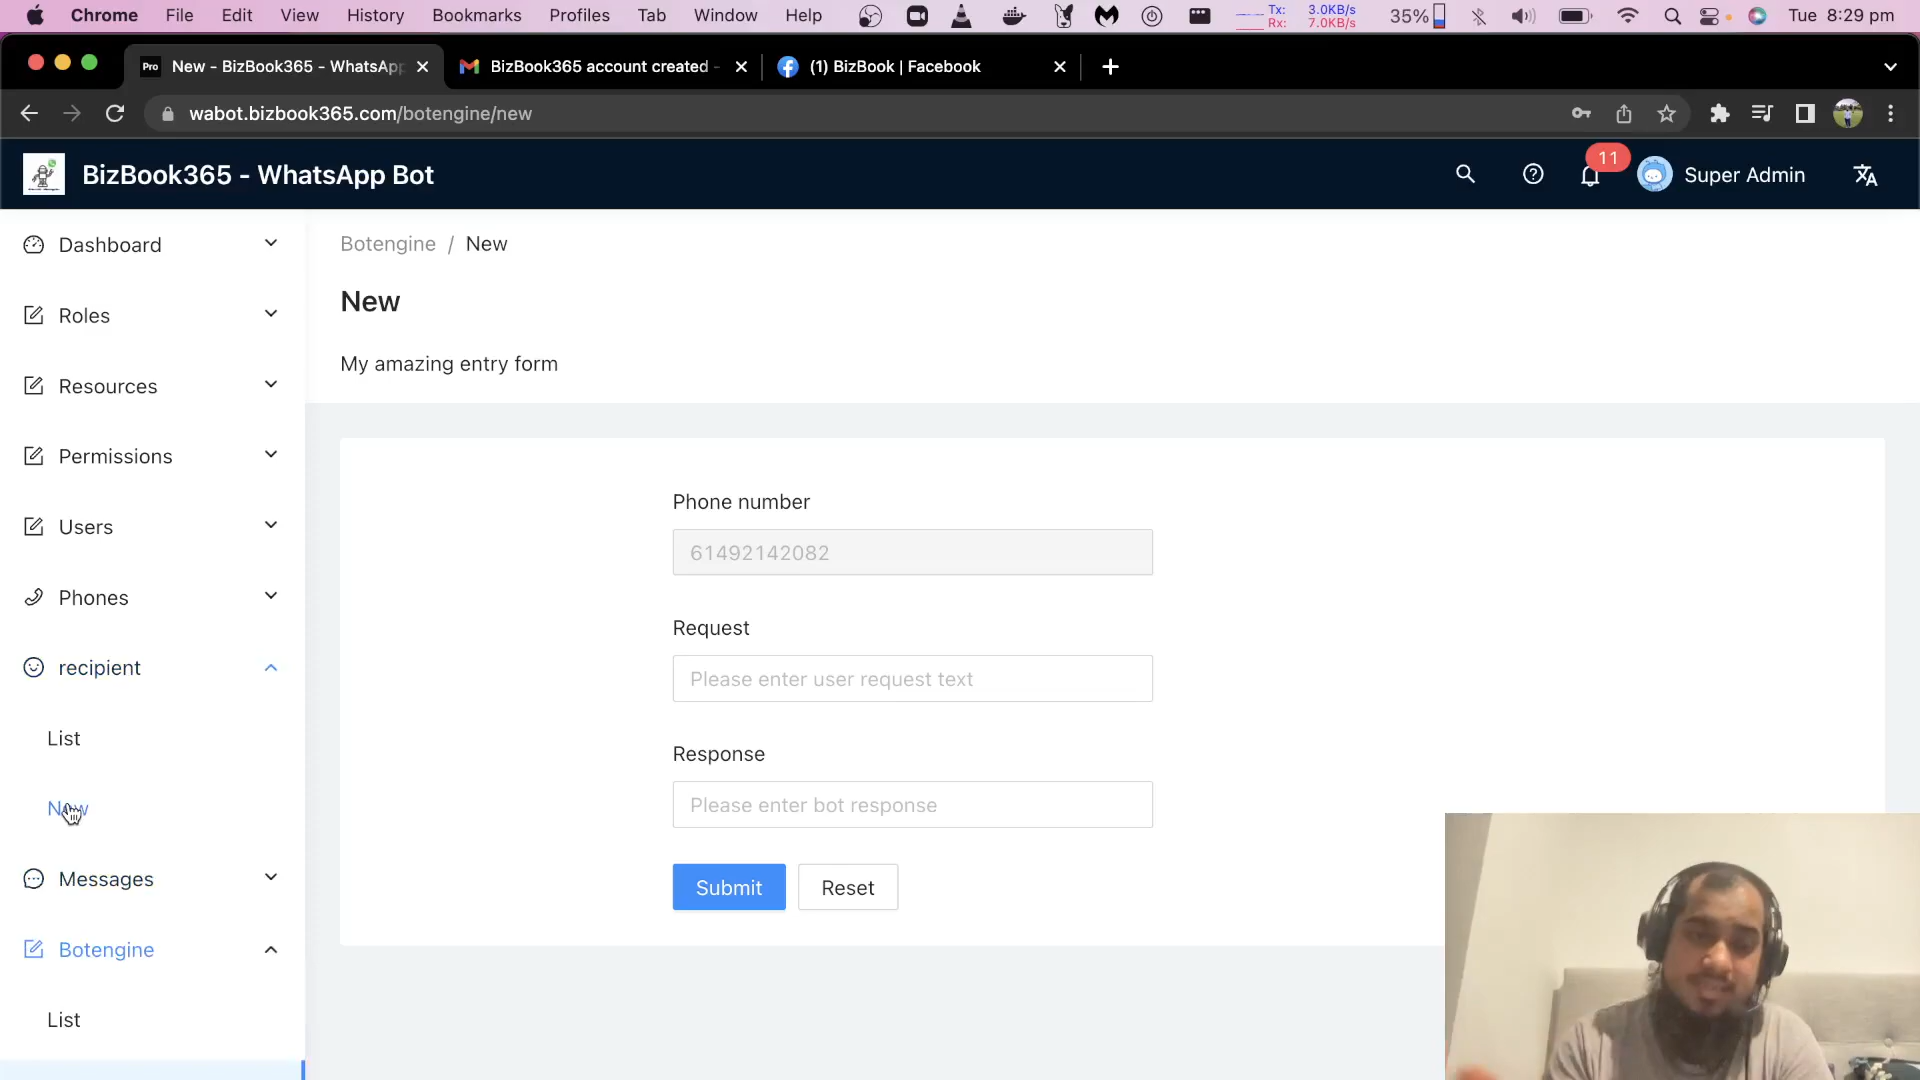 Chrome File Edit View History Bookmarks Profiles Tab Window Help Tx: 3.0KB/s Rx: 7.0KB/s 35% Tue 8:29 pm
Pro New - BizBook365 - WhatsApp BizBook365 account created - (1) BizBook | Facebook
wabot.bizbook365.com/botengine/new
BizBook365 - WhatsApp Bot 11 Super Admin
Dashboard
Roles
Resources
Permissions
Users
Phones
recipient
List
New
Messages
Botengine
List
Botengine / New
New
My amazing entry form
Phone number
61492142082
Request
Please enter user request text
Response
Please enter bot response
Submit Reset